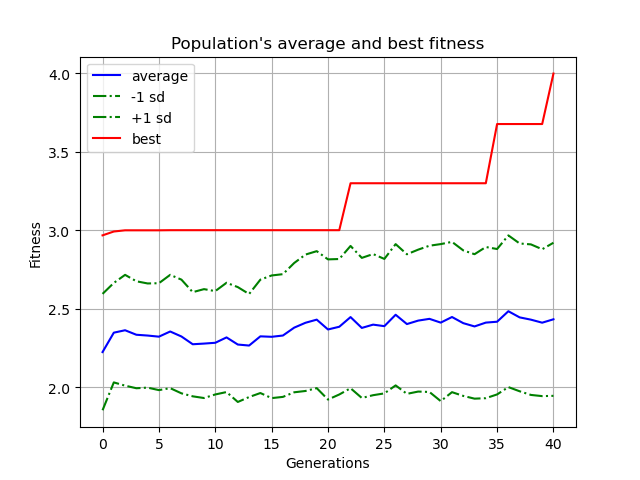 Population's average and best fitness
average
-1 sd
+1 sd
best
4.0
3.5
3.0
2.5
2.0
Fitness
0 5 10 15 20 25 30 35 40
Generations